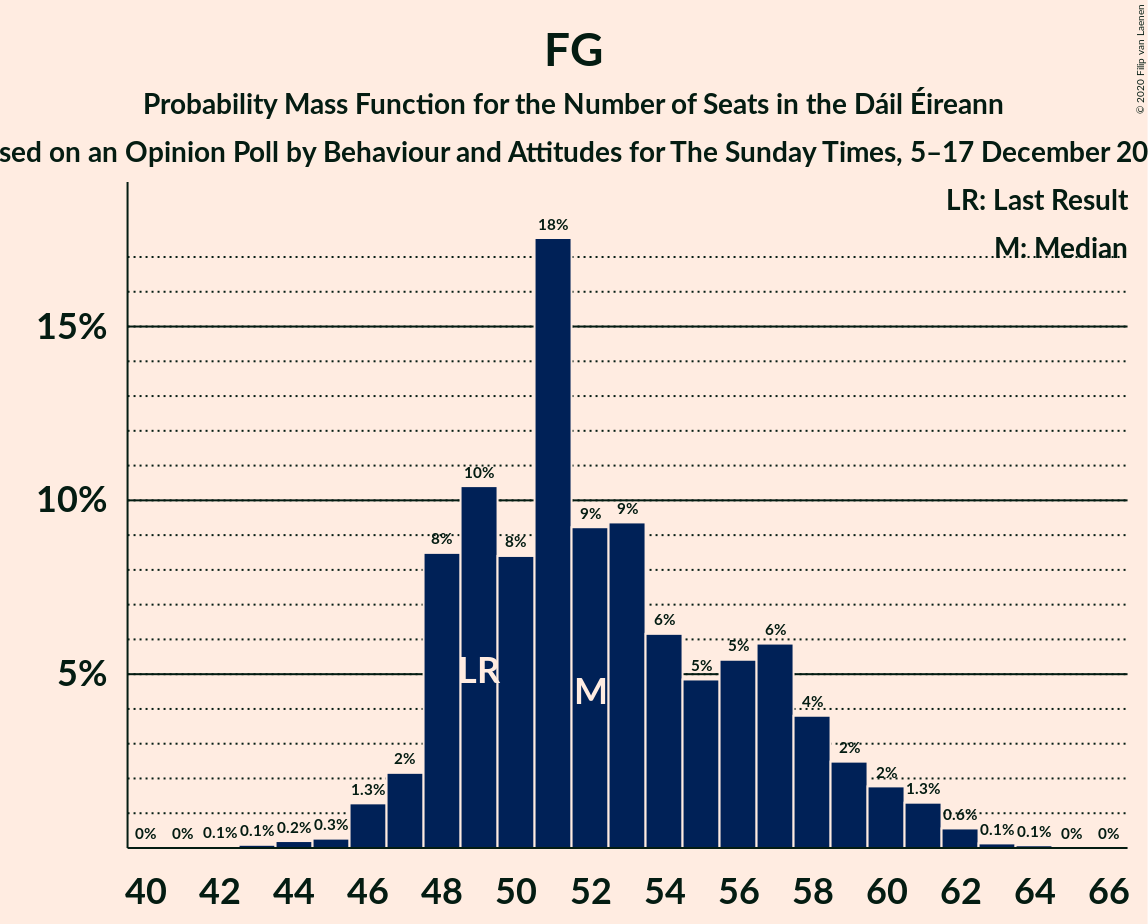 FG
Probability Mass Function for the Number of Seats in the Dáil Éireann
sed on an Opinion Poll by Behaviour and Attitudes for The Sunday Times, 5–17 December 20
© 2020 Filip van Laenen
LR: Last Result
M: Median
15%
10%
5%
0% 0% 0.1% 0.1% 0.2% 0.3% 1.3% 2% 8% 10% 8% 18% 9% 9% 6% 5% 5% 6% 4% 2% 2% 1.3% 0.6% 0.1% 0.1% 0% 0%
LR
M
40 42 44 46 48 50 52 54 56 58 60 62 64 66